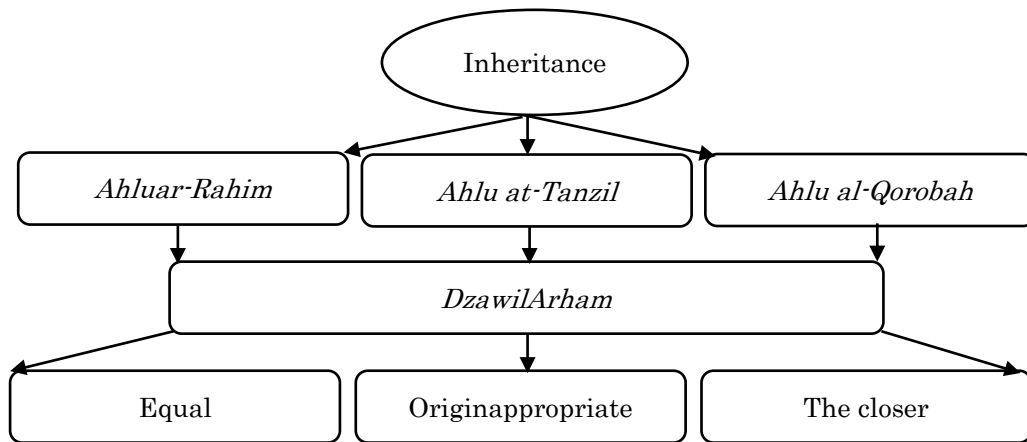 Inheritance
Ahluar-Rahim
Ahlu at-Tanzil
Ahlu al-Qorobah
DzawilArham
Equal
Originappropriate
The closer